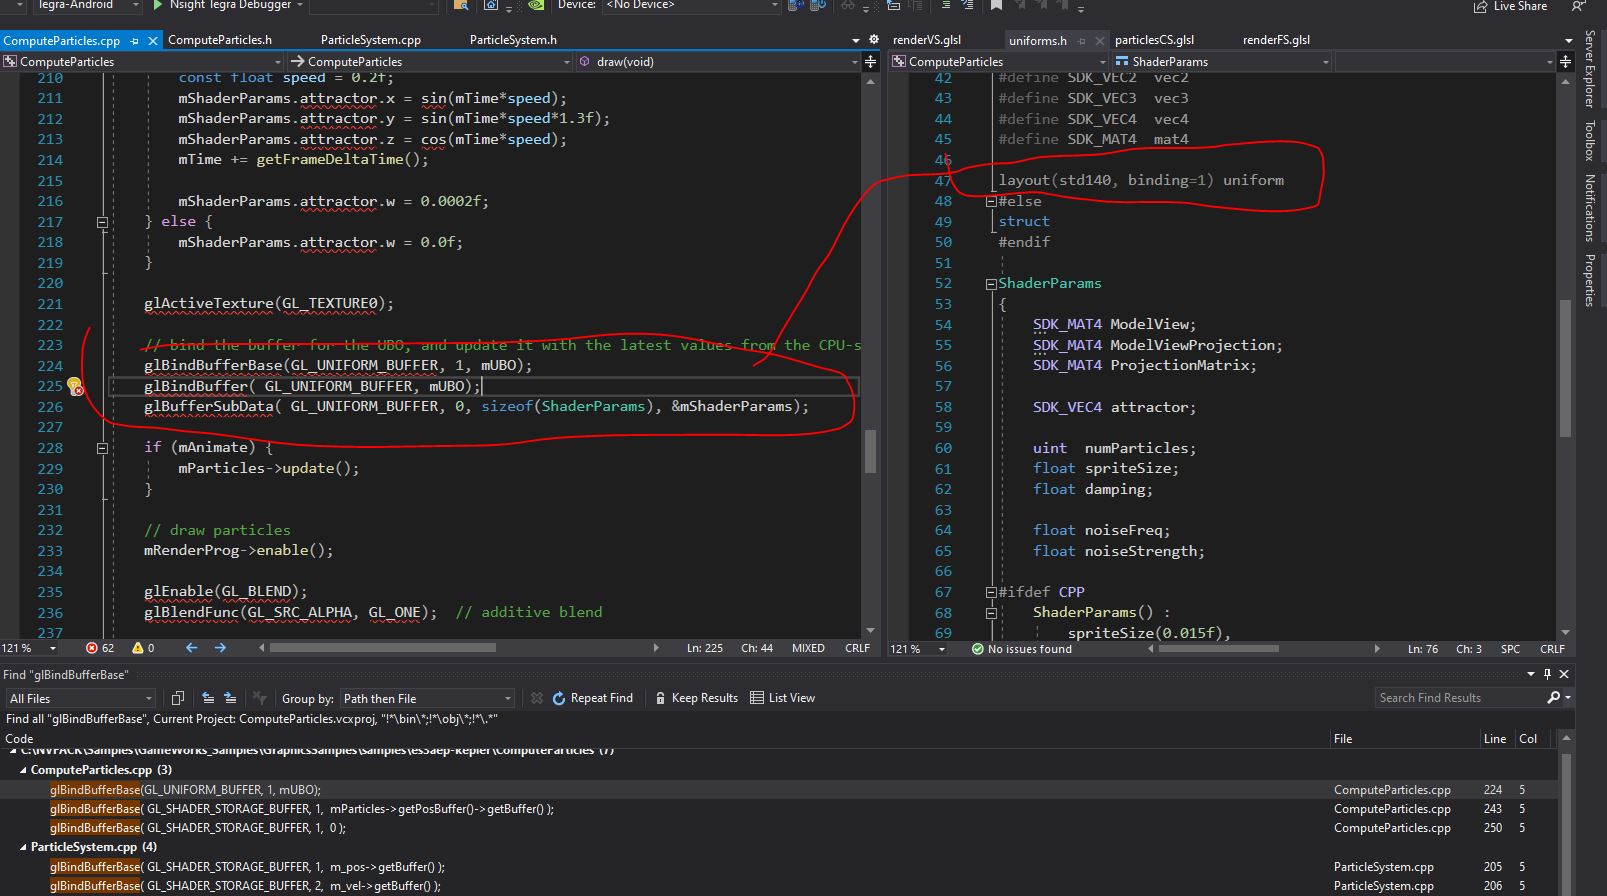 Tegra-Android Nsight Tegra Debugger Device: <No Device> Live Share
ComputeParticles.cpp ComputeParticles.h ParticleSystem.cpp ParticleSystem.h
ComputeParticles ComputeParticles draw(void)
210 const float speed = 0.2f;
211 mShaderParams.attractor.x = sin(mTime*speed);
212 mShaderParams.attractor.y = sin(mTime*speed*1.3f);
213 mShaderParams.attractor.z = cos(mTime*speed);
214 mTime += getFrameDeltaTime();
215
216 mShaderParams.attractor.w = 0.0002f;
217 } else {
218 mShaderParams.attractor.w = 0.0f;
219 }
220
221 glActiveTexture(GL_TEXTURE0);
222
223 // bind the buffer for the UBO, and update it with the latest values from the CPU-s
224 glBindBufferBase(GL_UNIFORM_BUFFER, 1, mUBO);
225 glBindBuffer( GL_UNIFORM_BUFFER, mUBO);
226 glBufferSubData( GL_UNIFORM_BUFFER, 0, sizeof(ShaderParams), &mShaderParams);
227
228 if (mAnimate) {
229 mParticles->update();
230 }
231
232 // draw particles
233 mRenderProg->enable();
234
235 glEnable(GL_BLEND);
236 glBlendFunc(GL_SRC_ALPHA, GL_ONE); // additive blend
237
121 % 62 0 Ln: 225 Ch: 44 MIXED CRLF
renderVS.glsl uniforms.h particlesCS.glsl renderFS.glsl
ComputeParticles ShaderParams
42 #define SDK_VEC2 vec2
43 #define SDK_VEC3 vec3
44 #define SDK_VEC4 vec4
45 #define SDK_MAT4 mat4
46
47 layout(std140, binding=1) uniform
48 #else
49 struct
50 #endif
51
52 ShaderParams
53 {
54 SDK_MAT4 ModelView;
55 SDK_MAT4 ModelViewProjection;
56 SDK_MAT4 ProjectionMatrix;
57
58 SDK_VEC4 attractor;
59
60 uint numParticles;
61 float spriteSize;
62 float damping;
63
64 float noiseFreq;
65 float noiseStrength;
66
67 #ifdef CPP
68 ShaderParams() :
69 spriteSize(0.015f),
121 % No issues found Ln: 76 Ch: 3 SPC CRLF
Server Explorer
Toolbox
Notifications
Properties
Find "glBindBufferBase"
All Files Group by: Path then File Repeat Find Keep Results List View Search Find Results
Find all "glBindBufferBase", Current Project: ComputeParticles.vcxproj, "!*\bin\*;!*\obj\*;!*\.*"
Code File Line Col
C:\NVPACK\Samples\GameWorks_Samples\GraphicsSamples\samples\es3aep-kepler\ComputeParticles (7)
ComputeParticles.cpp (3)
glBindBufferBase(GL_UNIFORM_BUFFER, 1, mUBO); ComputeParticles.cpp 224 5
glBindBufferBase( GL_SHADER_STORAGE_BUFFER, 1, mParticles->getPosBuffer()->getBuffer() ); ComputeParticles.cpp 243 5
glBindBufferBase( GL_SHADER_STORAGE_BUFFER, 1, 0 ); ComputeParticles.cpp 250 5
ParticleSystem.cpp (4)
glBindBufferBase( GL_SHADER_STORAGE_BUFFER, 1, m_pos->getBuffer() ); ParticleSystem.cpp 205 5
glBindBufferBase( GL_SHADER_STORAGE_BUFFER, 2, m_vel->getBuffer() ); ParticleSystem.cpp 206 5